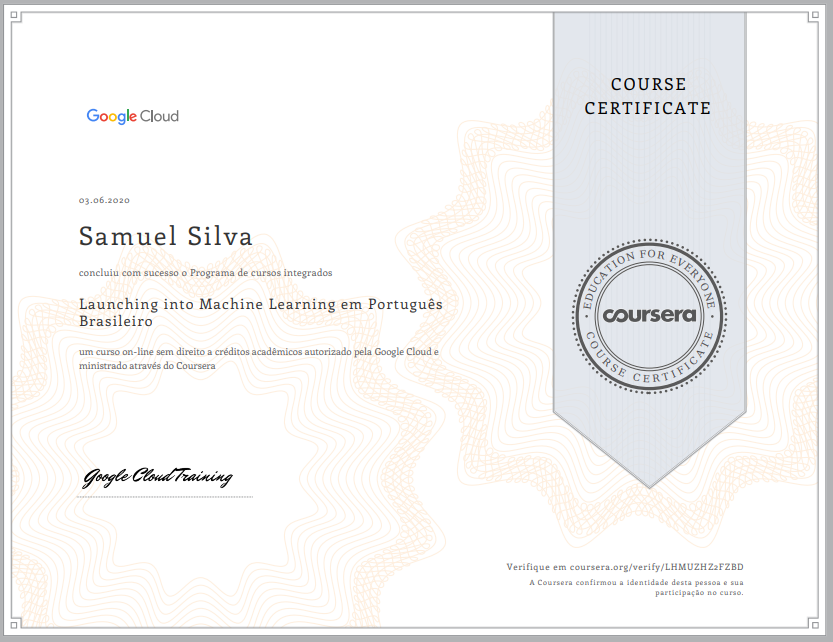 COURSE
CERTIFICATE
Google Cloud
03.06.2020
Samuel Silva
concluiu com sucesso o Programa de cursos integrados
Launching into Machine Learning em Português
Brasileiro
um curso on-line sem direito a créditos acadêmicos autorizado pela Google Cloud e
ministrado através do Coursera
EDUCATION FOR EVERYONE
coursera
COURSE CERTIFICATE
Google Cloud Training
Verifique em coursera.org/verify/LHMUZHZ2FZBD
A Coursera confirmou a identidade desta pessoa e sua
participação no curso.